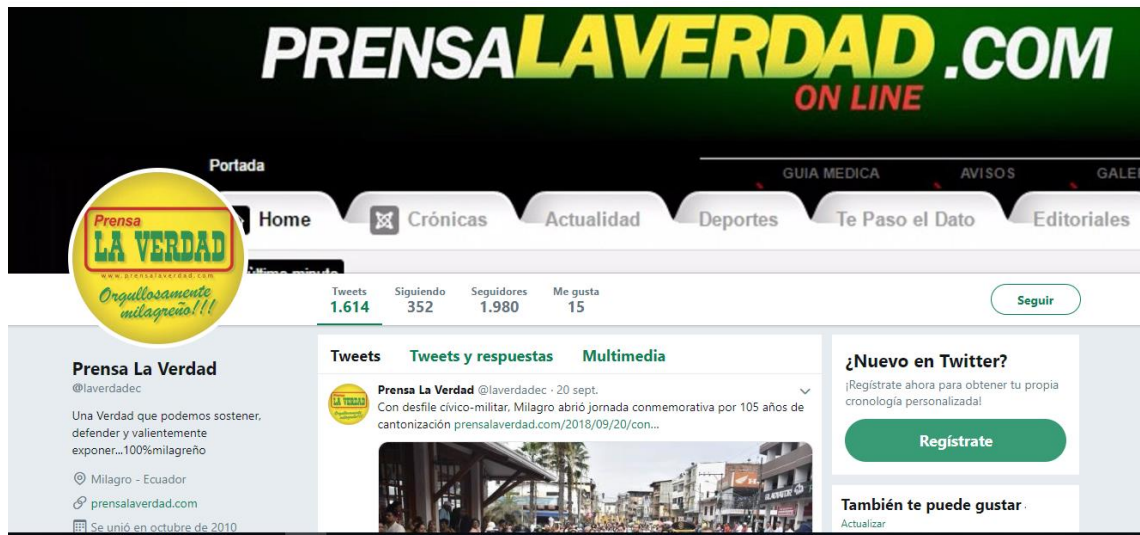 PRENSALAVERDAD.COM
ON LINE
Portada
GUIA MEDICA AVISOS
Home Crónicas Actualidad Deportes Te Paso el Dato Editoriales
Prensa
LA VERDAD
www.prensalaverdad.com
Orgullosamente
milagreño!!!
Tweets Siguiendo Seguidores Me gusta
1.614 352 1.980 15
Seguir
Prensa La Verdad
@laverdadec
Una Verdad que podemos sostener,
defender y valientemente
exponer...100%milagreño
Milagro - Ecuador
prensalaverdad.com
Se unió en octubre de 2010
Tweets Tweets y respuestas Multimedia
Prensa La Verdad @laverdadec · 20 sept.
Con desfile cívico-militar, Milagro abrió jornada conmemorativa por 105 años de
cantonización prensalaverdad.com/2018/09/20/con...
¿Nuevo en Twitter?
¡Regístrate ahora para obtener tu propia
cronología personalizada!
Regístrate
También te puede gustar ·
Actualizar